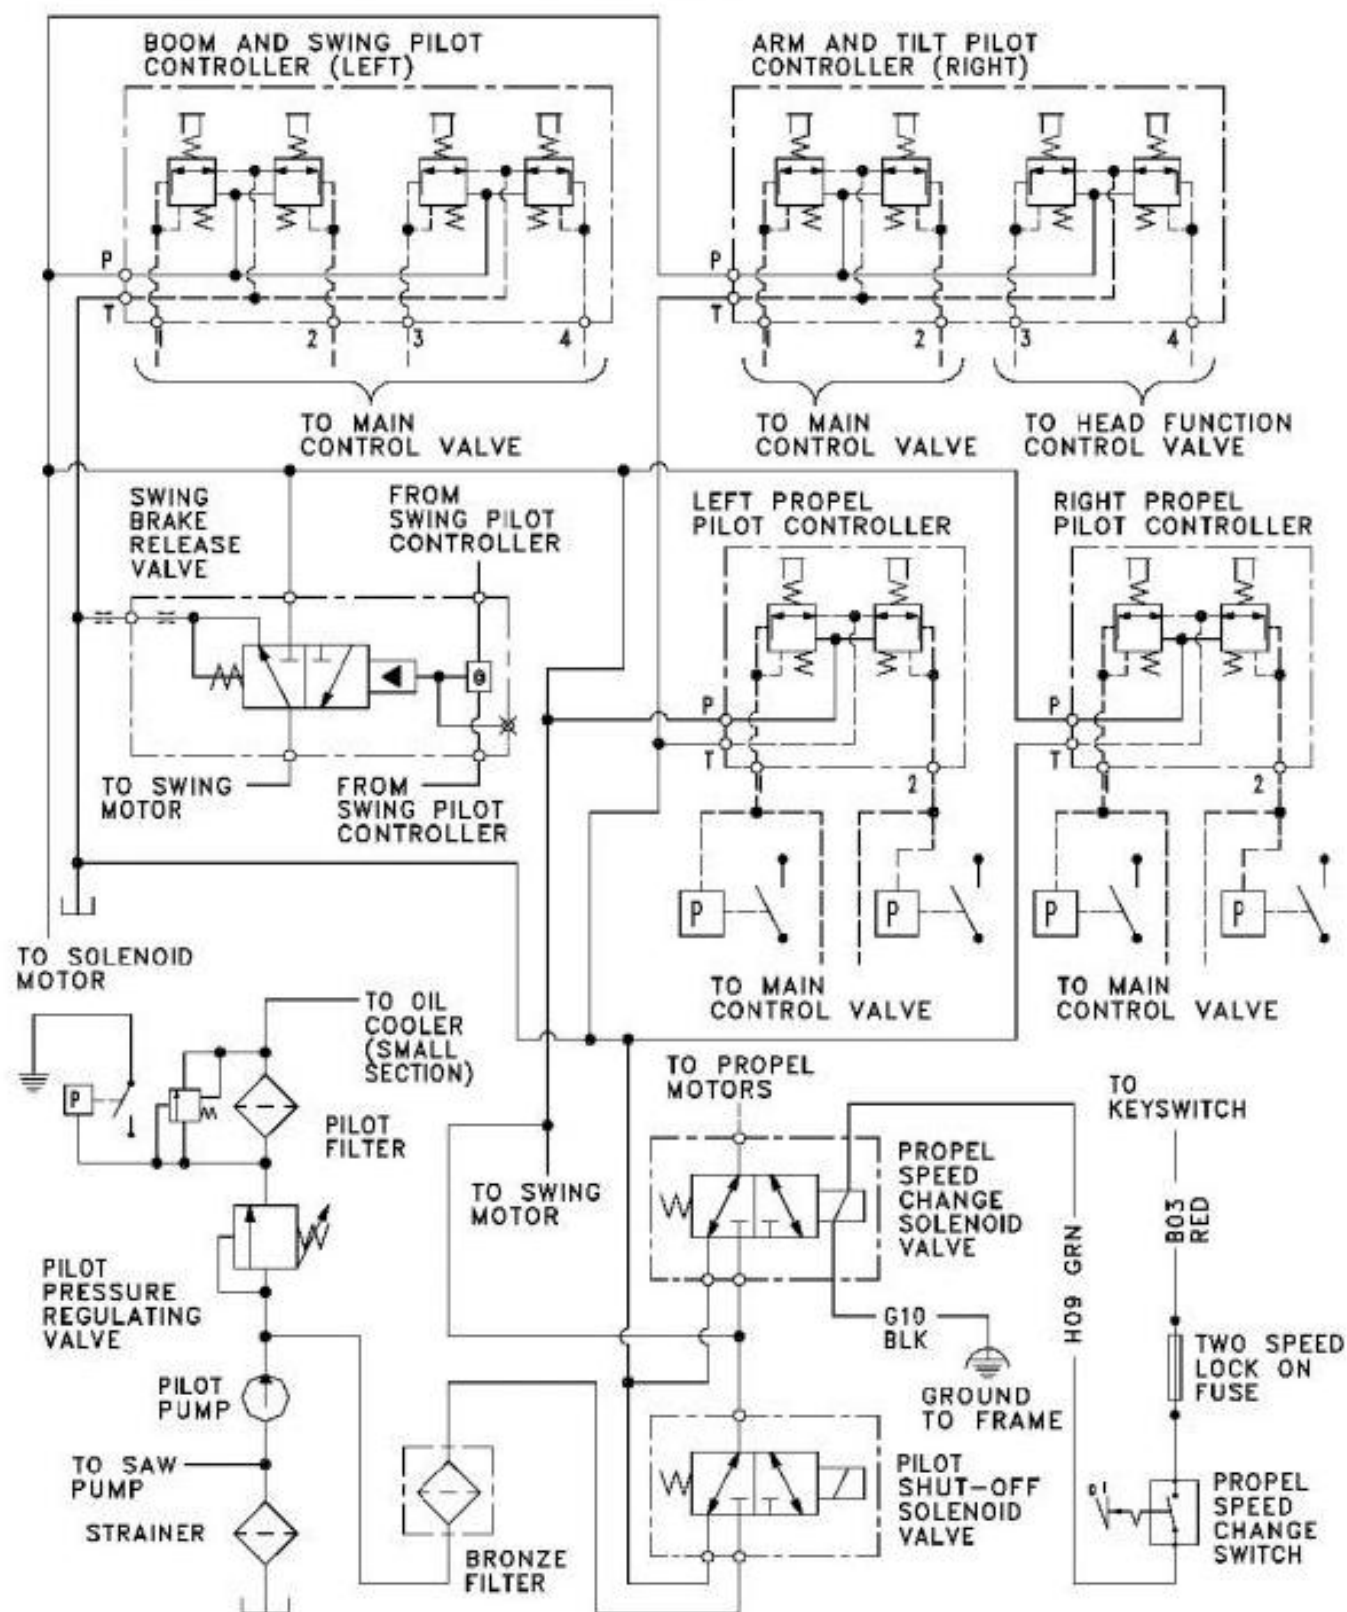 BOOM AND SWING PILOT
CONTROLLER (LEFT)
ARM AND TILT PILOT
CONTROLLER (RIGHT)
P
T
1
2
3
4
P
T
1
2
3
4
TO MAIN
CONTROL VALVE
TO MAIN
CONTROL VALVE
TO HEAD FUNCTION
CONTROL VALVE
SWING
BRAKE
RELEASE
VALVE
FROM
SWING PILOT
CONTROLLER
LEFT PROPEL
PILOT CONTROLLER
RIGHT PROPEL
PILOT CONTROLLER
P
T
1
2
P
T
1
2
TO SWING
MOTOR
FROM
SWING PILOT
CONTROLLER
P
P
P
P
TO SOLENOID
MOTOR
TO MAIN
CONTROL VALVE
TO MAIN
CONTROL VALVE
TO OIL
COOLER
(SMALL
SECTION)
P
PILOT
FILTER
TO PROPEL
MOTORS
TO
KEYSWITCH
PROPEL
SPEED
CHANGE
SOLENOID
VALVE
TO SWING
MOTOR
H09 GRN
B03
RED
PILOT
PRESSURE
REGULATING
VALVE
G10
BLK
TWO SPEED
LOCK ON
FUSE
PILOT
PUMP
GROUND
TO FRAME
TO SAW
PUMP
PILOT
SHUT-OFF
SOLENOID
VALVE
0 1
PROPEL
SPEED
CHANGE
SWITCH
STRAINER
BRONZE
FILTER